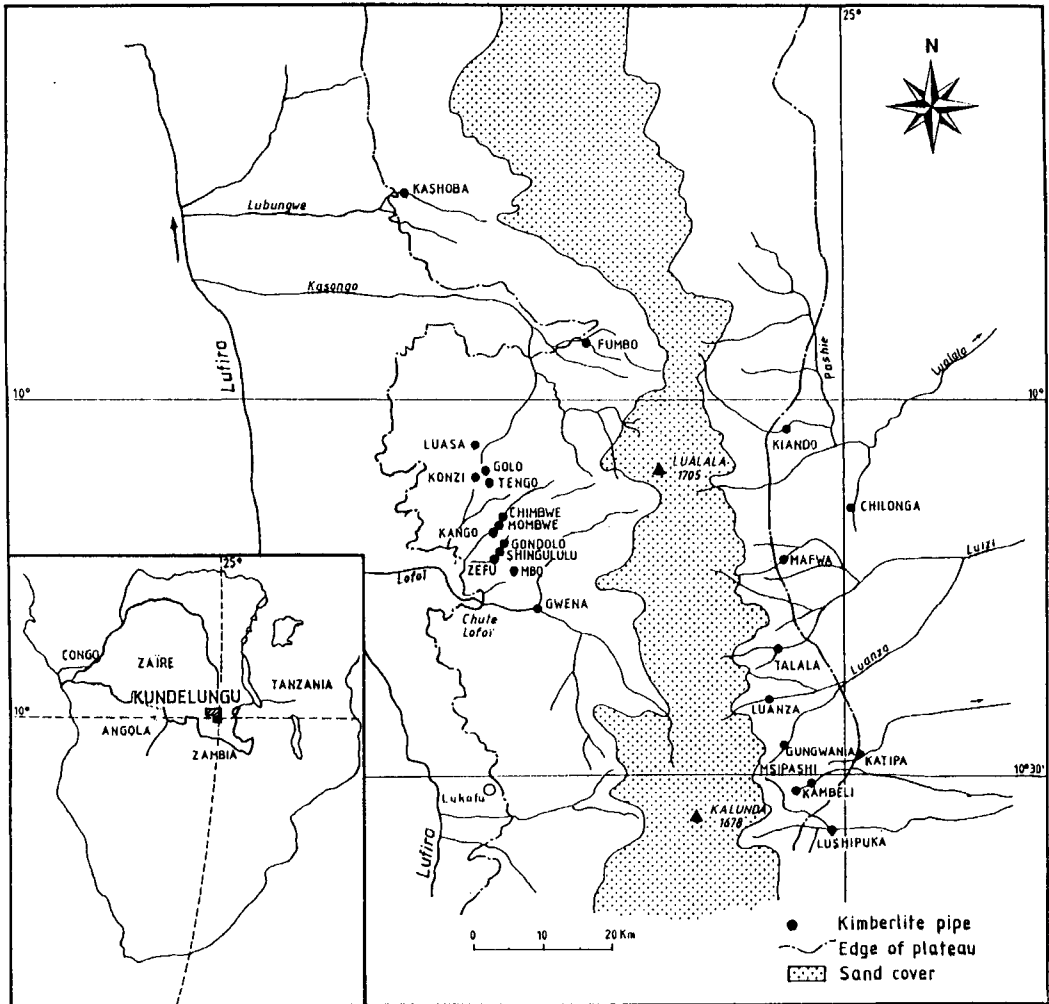 25°
N
KASHOBA
Lubungwe
Kasongo
Lufira
FUMBO
Pashie
Lualala
10°
10°
LUASA
GOLO
KONZI
TENGO
LUALALA
1705
KIANDO
CHILONGA
CHIMBWE
MOMBWE
KANGO
GONDOLO
SHINGULULU
ZEFU
MBO
MAFWA
Luizi
Lofoï
Chute
Lofoï
GWENA
TALALA
Luanza
LUANZA
GUNGWANIA
KATIPA
MSIPASHI
10°30'
KAMBELI
Lukafu
KALUNDA
1678
LUSHIPUKA
Lufira
25°
CONGO
ZAÏRE
TANZANIA
KUNDELUNGU
10°
ANGOLA
ZAMBIA
0 10 20 Km
Kimberlite pipe
Edge of plateau
Sand cover